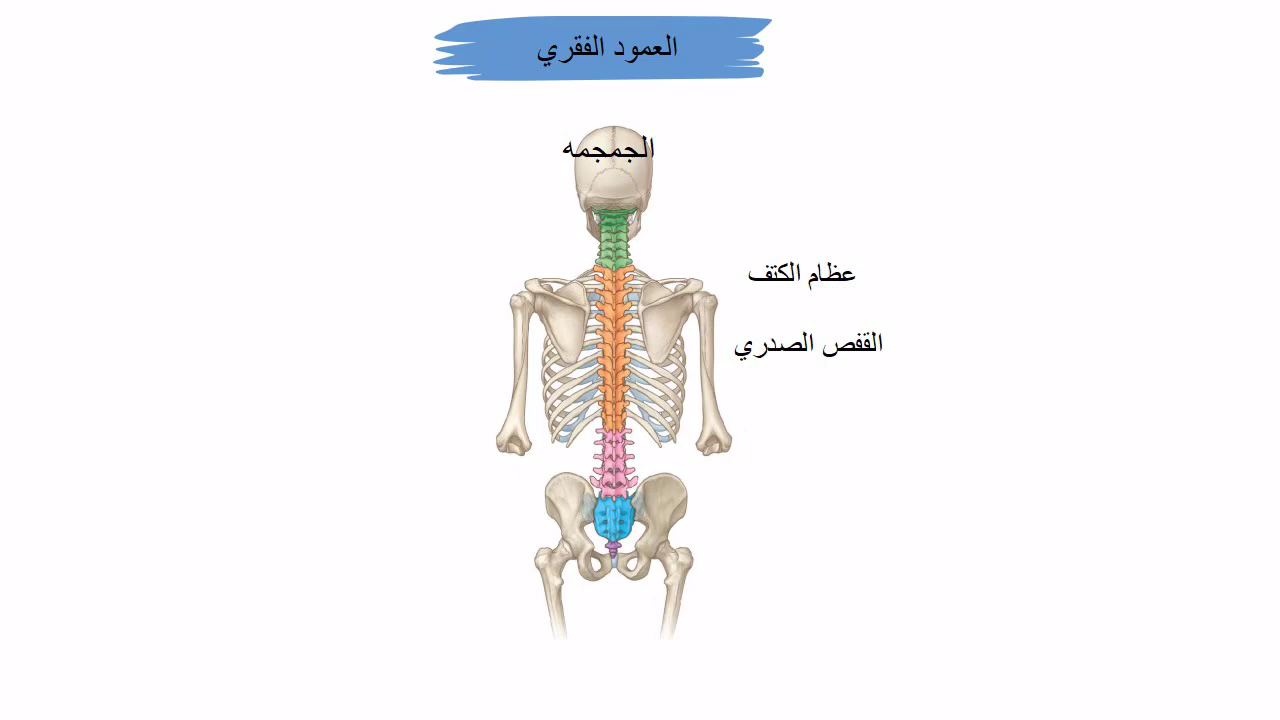 العمود الفقري
الجمجمه
عظام الكتف
القفص الصدري